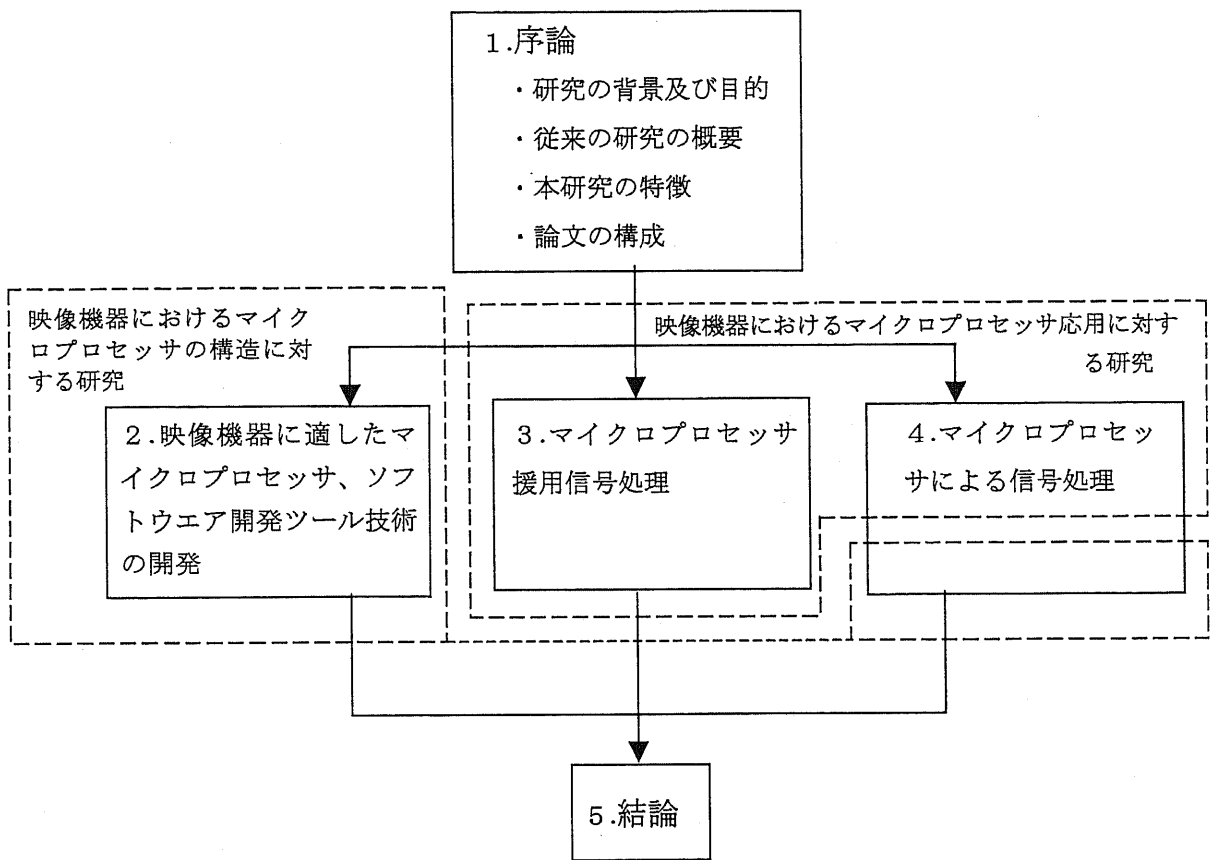 １.序論
・研究の背景及び目的
・従来の研究の概要
・本研究の特徴
・論文の構成
映像機器におけるマイク
ロプロセッサの構造に対
する研究
映像機器におけるマイクロプロセッサ応用に対す
る研究
２.映像機器に適したマ
イクロプロセッサ、ソフ
トウエア開発ツール技術
の開発
３.マイクロプロセッサ
援用信号処理
４.マイクロプロセッ
サによる信号処理
５.結論